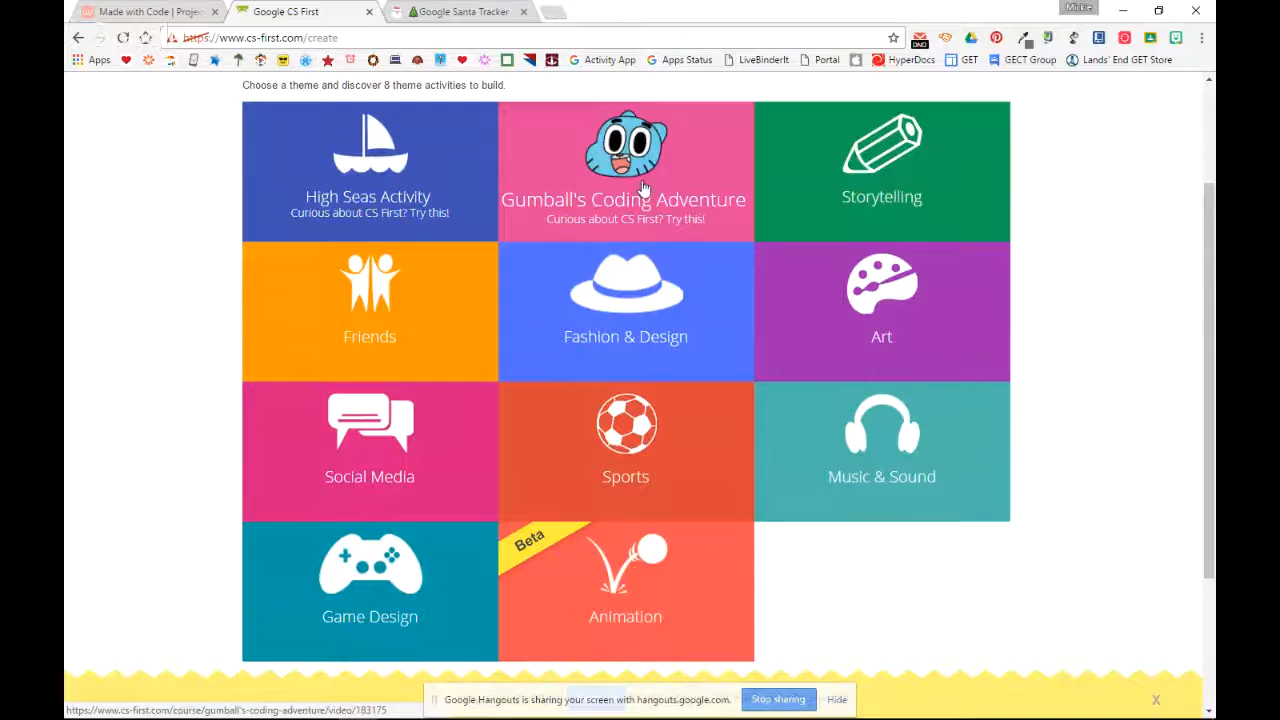 Made with Code | Projec
Google CS First
Google Santa Tracker
Mickie
https://www.cs-first.com/create
DND
Apps
Activity App
Apps Status
LiveBinderIt
Portal
HyperDocs
GET
GECT Group
Lands' End GET Store
Choose a theme and discover 8 theme activities to build.
High Seas Activity
Curious about CS First? Try this!
Gumball's Coding Adventure
Curious about CS First? Try this!
Storytelling
Friends
Fashion & Design
Art
Social Media
Sports
Music & Sound
Game Design
Beta
Animation
Google Hangouts is sharing your screen with hangouts.google.com.
Stop sharing
Hide
X
https://www.cs-first.com/course/gumball's-coding-adventure/video/183175